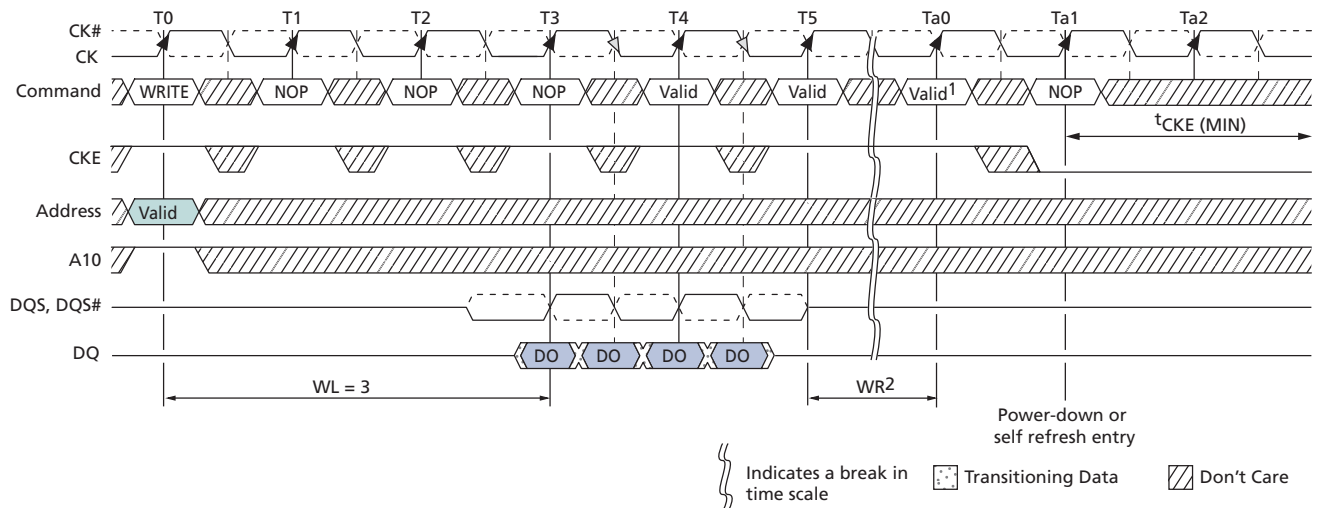 T0 T1 T2 T3 T4 T5 Ta0 Ta1 Ta2
CK#
CK
Command WRITE NOP NOP NOP Valid Valid Valid1 NOP
tCKE (MIN)
CKE
Address Valid
A10
DQS, DQS#
DQ DO DO DO DO
WL = 3 WR2
Power-down or
self refresh entry
Indicates a break in
time scale
Transitioning Data
Don't Care